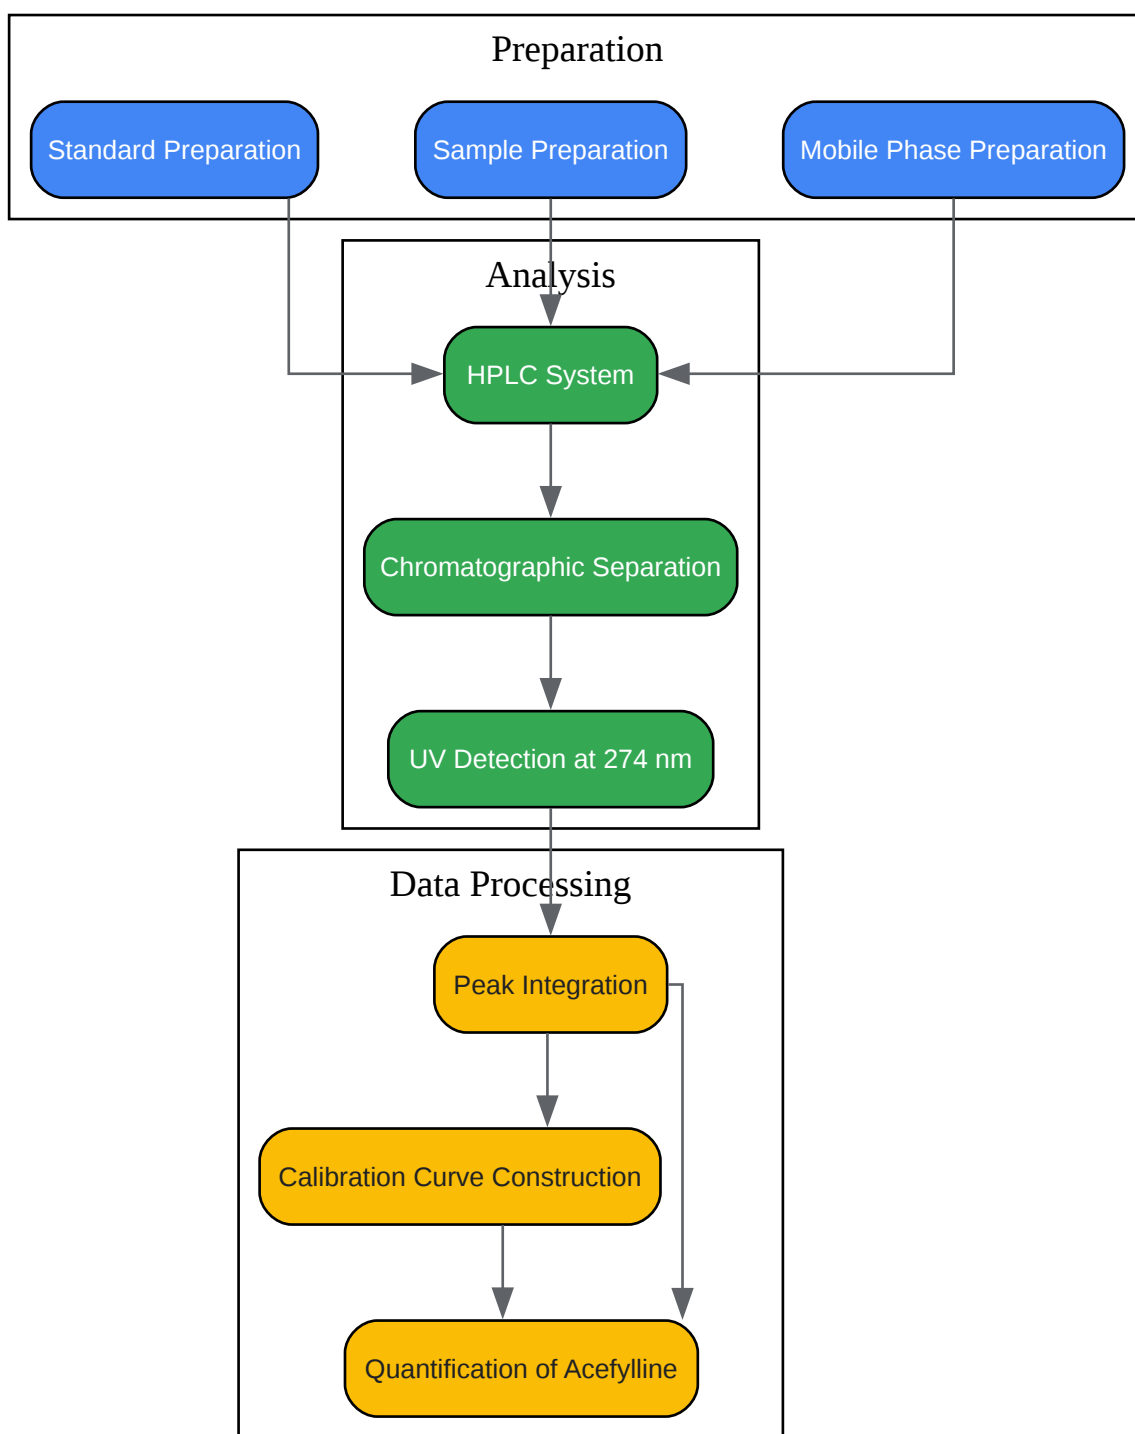 Preparation
Standard Preparation
Sample Preparation
Mobile Phase Preparation
Analysis
HPLC System
Chromatographic Separation
UV Detection at 274 nm
Data Processing
Peak Integration
Calibration Curve Construction
Quantification of Acefylline